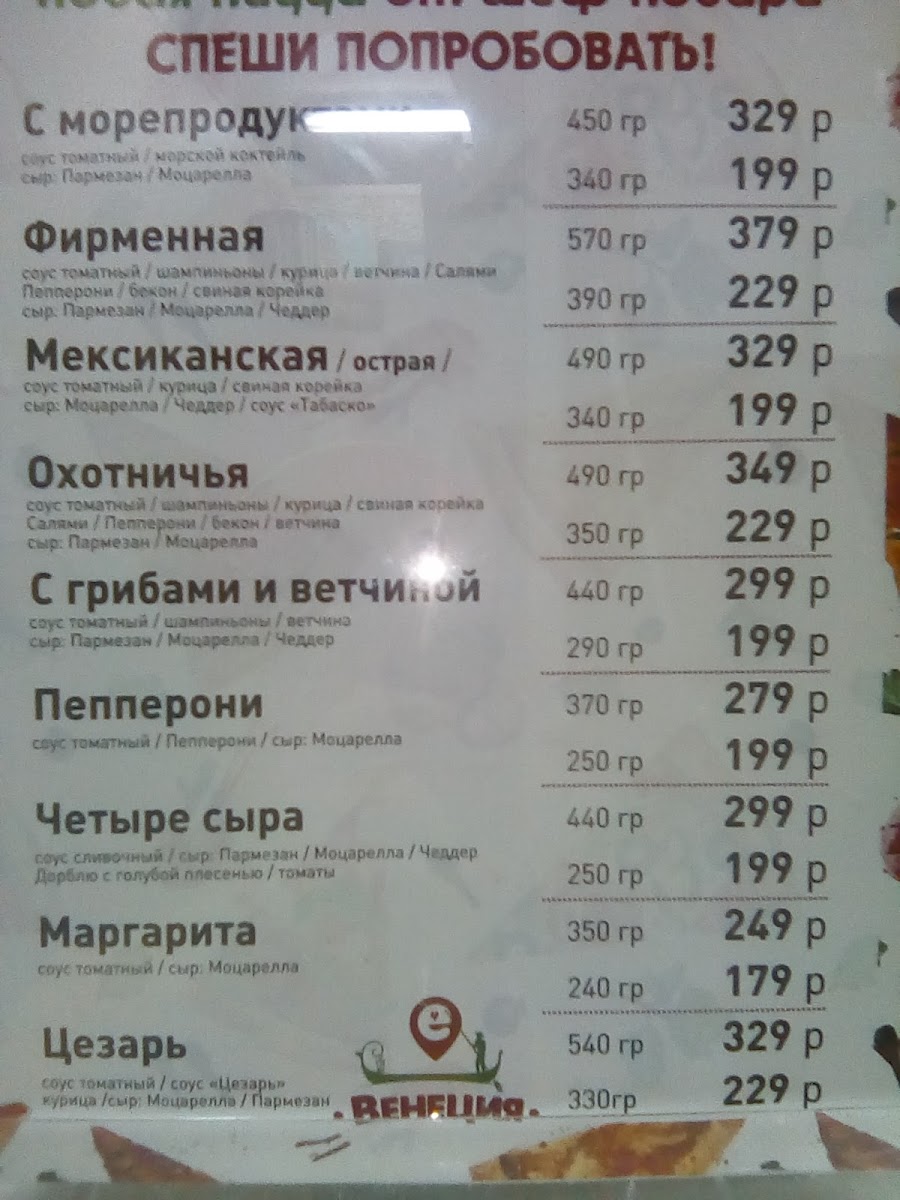 СПЕШИ ПОПРОБОВАТЬ!
С морепродуктами 450 гр 329 р
соус томатный / морской коктейль
сыр: Пармезан / Моцарелла 340 гр 199 р
Фирменная 570 гр 379 р
соус томатный / шампиньоны / курица / ветчина / Салями
Пепперони / бекон / свиная корейка 390 гр 229 р
сыр: Пармезан / Моцарелла / Чеддер
Мексиканская / острая / 490 гр 329 р
соус томатный / курица / свиная корейка
сыр: Моцарелла / Чеддер / соус «Табаско» 340 гр 199 р
Охотничья 490 гр 349 р
соус томатный / шампиньоны / курица / свиная корейка
Салями / Пепперони / бекон / ветчина 350 гр 229 р
сыр: Пармезан / Моцарелла
С грибами и ветчиной 440 гр 299 р
соус томатный / шампиньоны / ветчина
сыр: Пармезан / Моцарелла / Чеддер 290 гр 199 р
Пепперони 370 гр 279 р
соус томатный / Пепперони / сыр: Моцарелла 250 гр 199 р
Четыре сыра 440 гр 299 р
соус сливочный / сыр: Пармезан / Моцарелла / Чеддер
Дорблю с голубой плесенью / томаты 250 гр 199 р
Маргарита 350 гр 249 р
соус томатный / сыр: Моцарелла 240 гр 179 р
Цезарь 540 гр 329 р
соус томатный / соус «Цезарь»
курица /сыр: Моцарелла / Пармезан 330гр 229 р
е
• ВЕНЕЦИЯ •